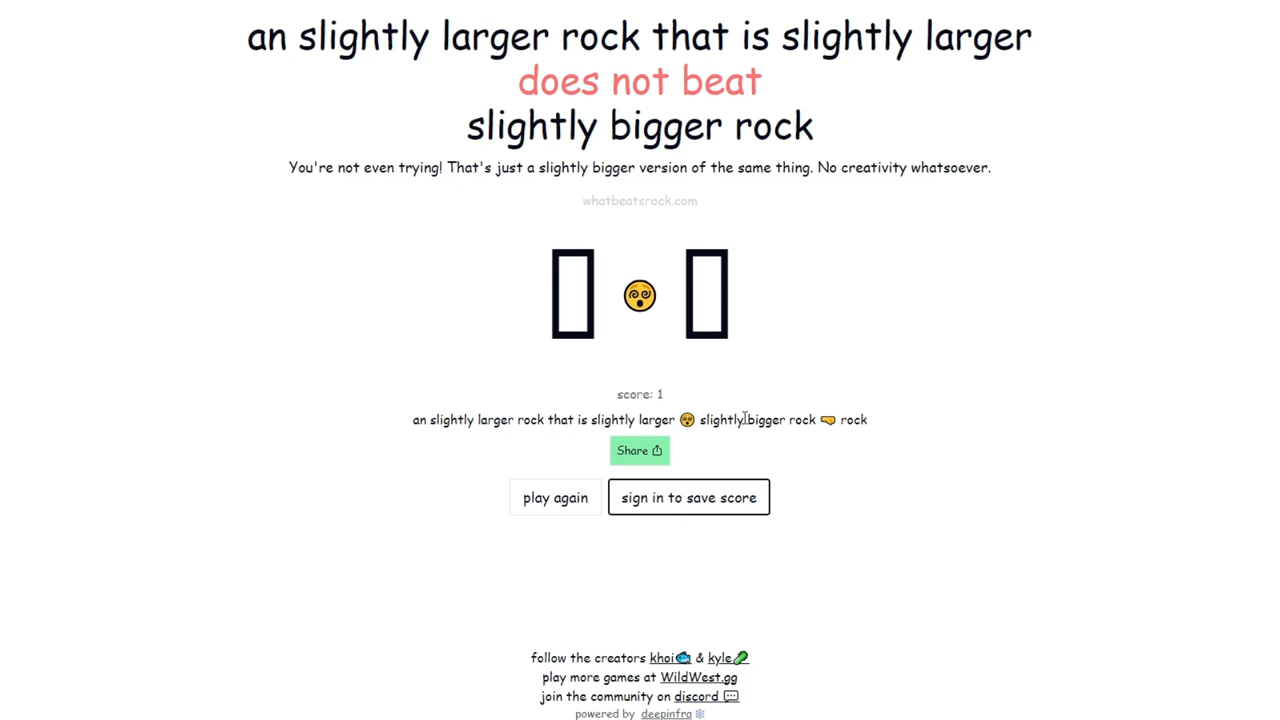 an slightly larger rock that is slightly larger
does not beat
slightly bigger rock
You're not even trying! That's just a slightly bigger version of the same thing. No creativity whatsoever.
whatbeatsrock.com
score: 1
an slightly larger rock that is slightly larger 😵 slightly bigger rock 🤜 rock
Share
play again
sign in to save score
follow the creators khoi🐟 & kyle🥒
play more games at WildWest.gg
join the community on discord 💬
powered by deepinfra